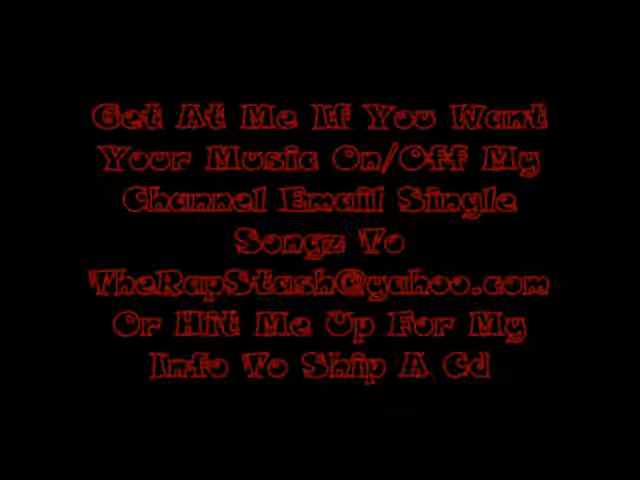 Get At Me If You Want
Your Music On/Off My
Channel Email Single
Songz To
TheRapStash@yahoo.com
Or Hit Me Up For My
Info To Ship A Cd